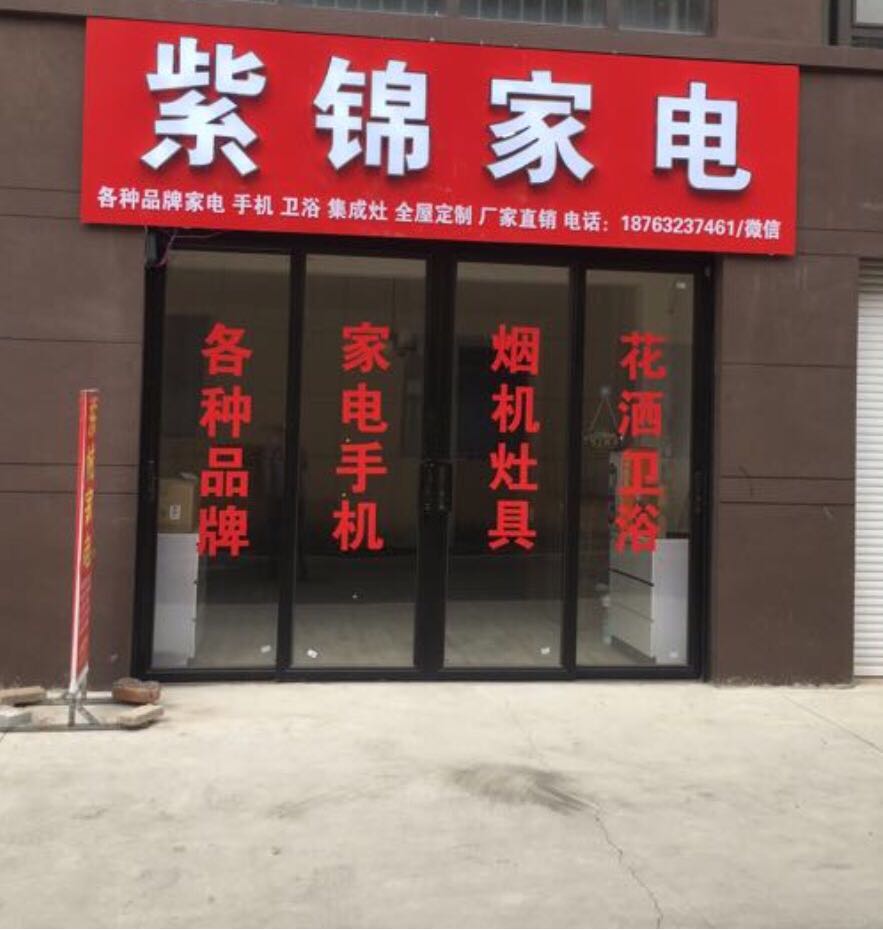 紫锦家电
各种品牌家电 手机 卫浴 集成灶 全屋定制 厂家直销 电话：18763237461/微信
各种品牌
家电手机
烟机灶具
花洒卫浴